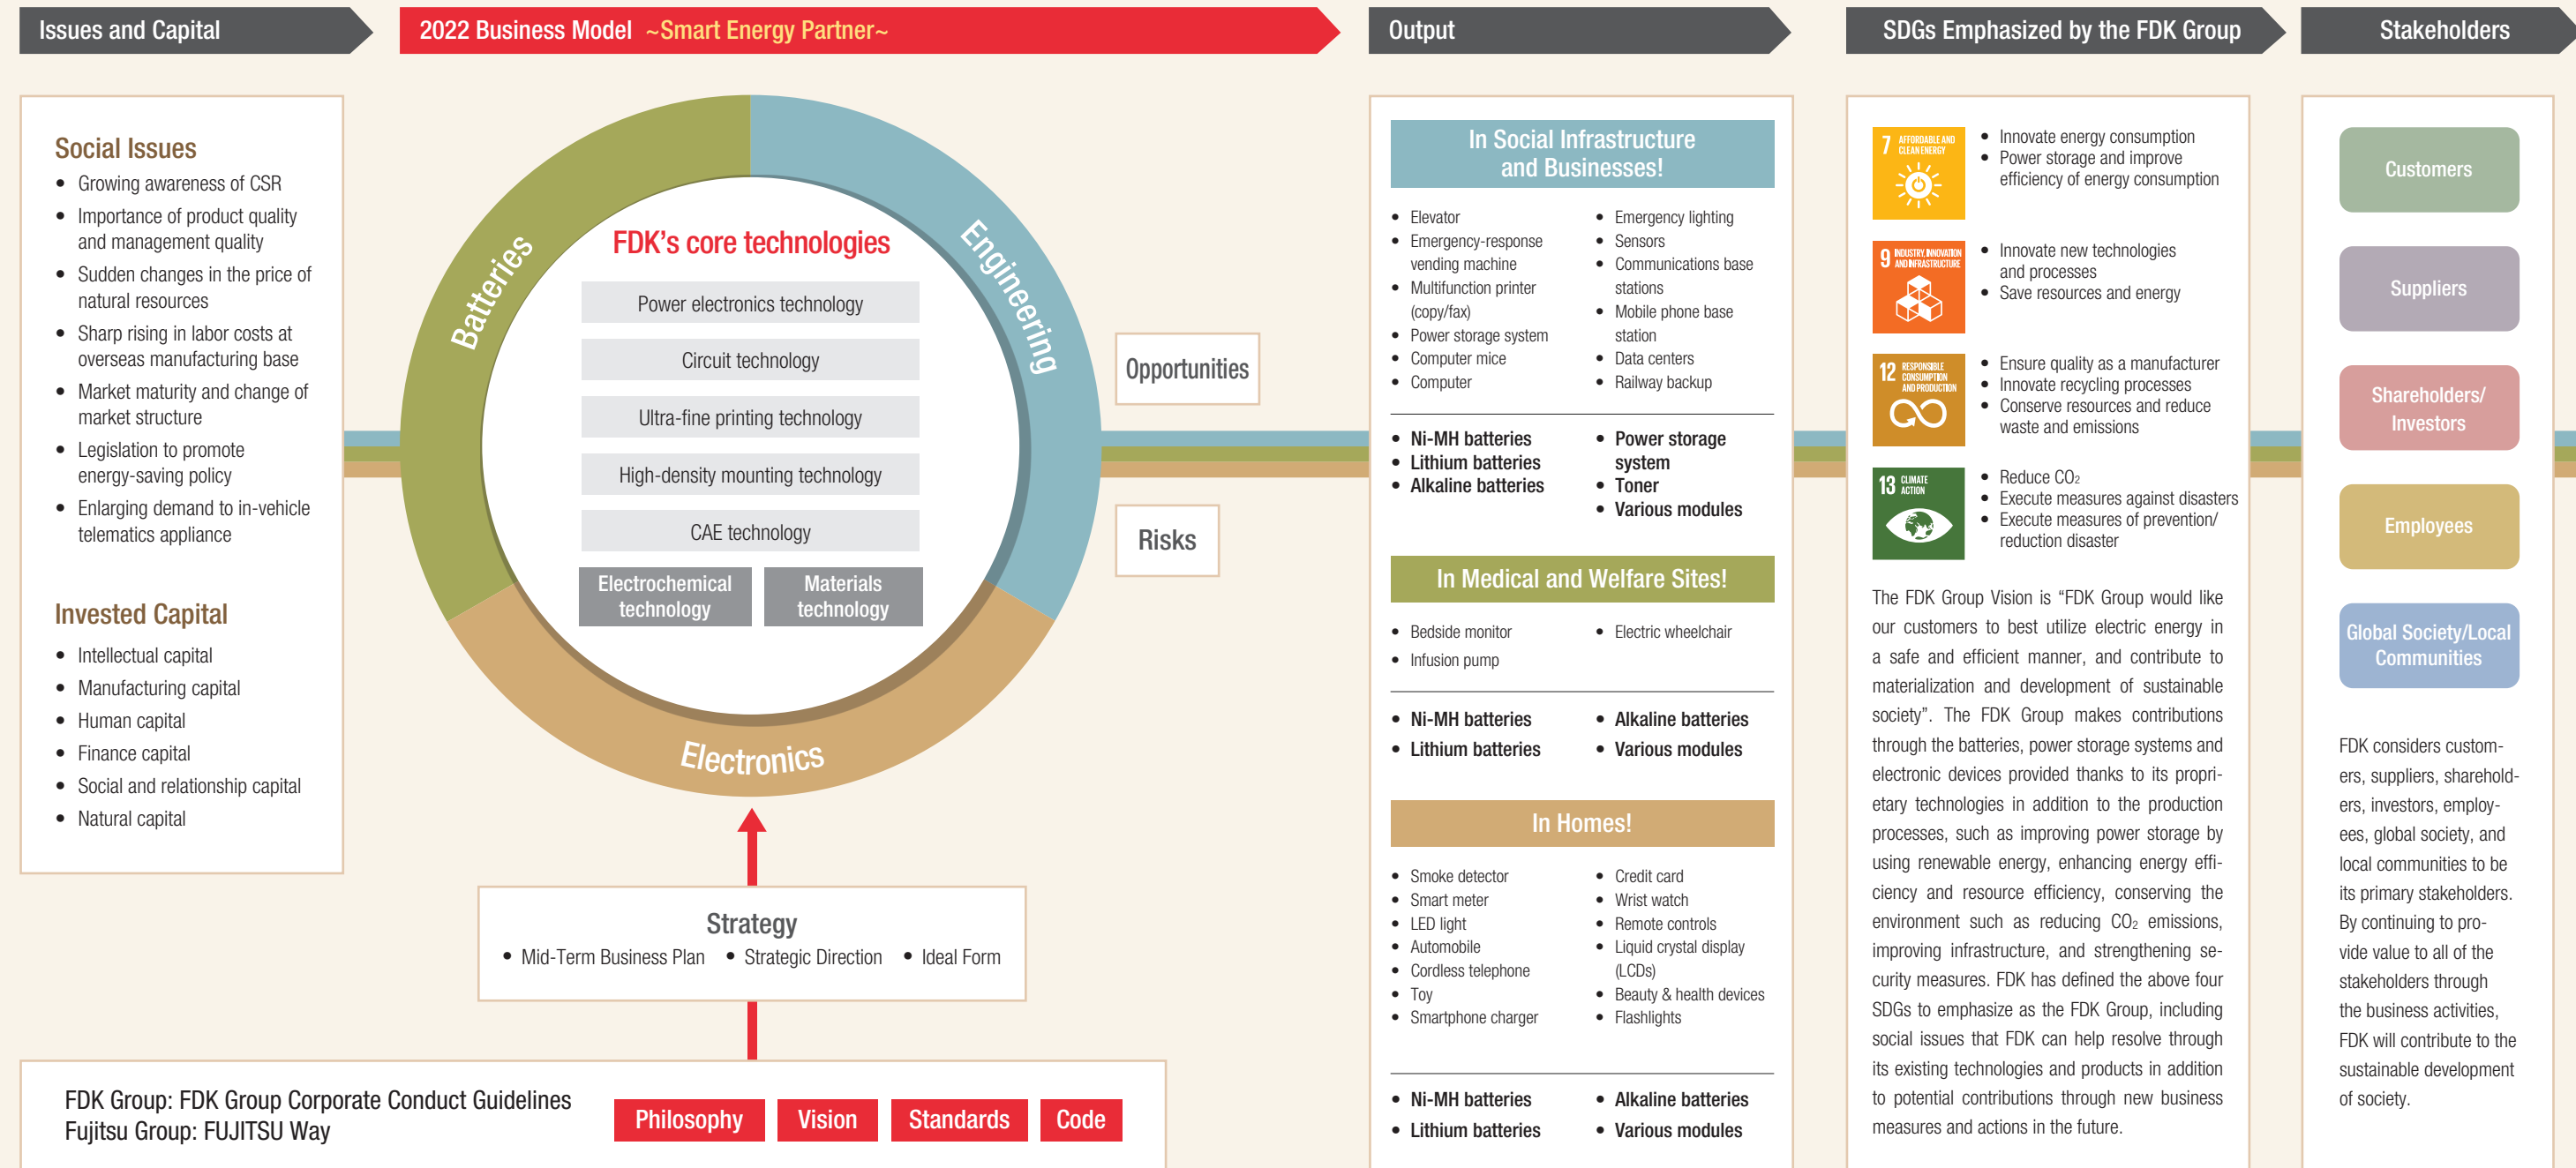 Issues and Capital
2022 Business Model ~Smart Energy Partner~
Output
SDGs Emphasized by the FDK Group
Stakeholders
Social Issues
• Growing awareness of CSR
• Importance of product quality
and management quality
• Sudden changes in the price of
natural resources
• Sharp rising in labor costs at
overseas manufacturing base
• Market maturity and change of
market structure
• Legislation to promote
energy-saving policy
• Enlarging demand to in-vehicle
telematics appliance
Invested Capital
• Intellectual capital
• Manufacturing capital
• Human capital
• Finance capital
• Social and relationship capital
• Natural capital
Batteries
Engineering
Electronics
FDK's core technologies
Power electronics technology
Circuit technology
Ultra-fine printing technology
High-density mounting technology
CAE technology
Electrochemical
technology
Materials
technology
Opportunities
Risks
Strategy
• Mid-Term Business Plan • Strategic Direction • Ideal Form
FDK Group: FDK Group Corporate Conduct Guidelines
Fujitsu Group: FUJITSU Way
Philosophy
Vision
Standards
Code
In Social Infrastructure
and Businesses!
• Elevator
• Emergency-response
vending machine
• Multifunction printer
(copy/fax)
• Power storage system
• Computer mice
• Computer
• Emergency lighting
• Sensors
• Communications base
stations
• Mobile phone base
station
• Data centers
• Railway backup
• Ni-MH batteries
• Lithium batteries
• Alkaline batteries
• Power storage
system
• Toner
• Various modules
In Medical and Welfare Sites!
• Bedside monitor
• Infusion pump
• Electric wheelchair
• Ni-MH batteries
• Lithium batteries
• Alkaline batteries
• Various modules
In Homes!
• Smoke detector
• Smart meter
• LED light
• Automobile
• Cordless telephone
• Toy
• Smartphone charger
• Credit card
• Wrist watch
• Remote controls
• Liquid crystal display
(LCDs)
• Beauty & health devices
• Flashlights
• Ni-MH batteries
• Lithium batteries
• Alkaline batteries
• Various modules
7 AFFORDABLE AND
CLEAN ENERGY
• Innovate energy consumption
• Power storage and improve
efficiency of energy consumption
9 INDUSTRY, INNOVATION
AND INFRASTRUCTURE
• Innovate new technologies
and processes
• Save resources and energy
12 RESPONSIBLE
CONSUMPTION
AND PRODUCTION
• Ensure quality as a manufacturer
• Innovate recycling processes
• Conserve resources and reduce
waste and emissions
13 CLIMATE
ACTION
• Reduce CO₂
• Execute measures against disasters
• Execute measures of prevention/
reduction disaster
The FDK Group Vision is “FDK Group would like
our customers to best utilize electric energy in
a safe and efficient manner, and contribute to
materialization and development of sustainable
society”. The FDK Group makes contributions
through the batteries, power storage systems and
electronic devices provided thanks to its propri-
etary technologies in addition to the production
processes, such as improving power storage by
using renewable energy, enhancing energy effi-
ciency and resource efficiency, conserving the
environment such as reducing CO₂ emissions,
improving infrastructure, and strengthening se-
curity measures. FDK has defined the above four
SDGs to emphasize as the FDK Group, including
social issues that FDK can help resolve through
its existing technologies and products in addition
to potential contributions through new business
measures and actions in the future.
Customers
Suppliers
Shareholders/
Investors
Employees
Global Society/Local
Communities
FDK considers custom-
ers, suppliers, sharehold-
ers, investors, employ-
ees, global society, and
local communities to be
its primary stakeholders.
By continuing to pro-
vide value to all of the
stakeholders through
the business activities,
FDK will contribute to the
sustainable development
of society.